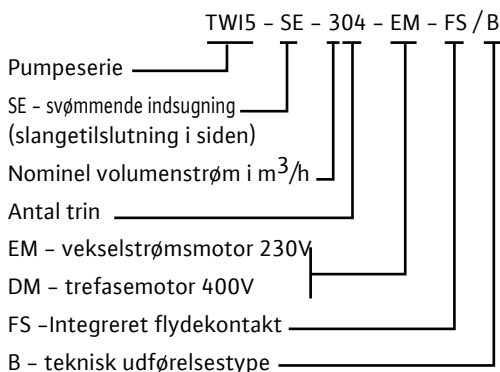 TWI5 - SE - 304 - EM - FS / B
Pumpeserie
SE – svømmende indsugning
(slangetilslutning i siden)
Nominel volumenstrøm i m³/h
Antal trin
EM – vekselstrømsmotor 230V
DM – trefasemotor 400V
FS –Integreret flydekontakt
B – teknisk udførelsestype